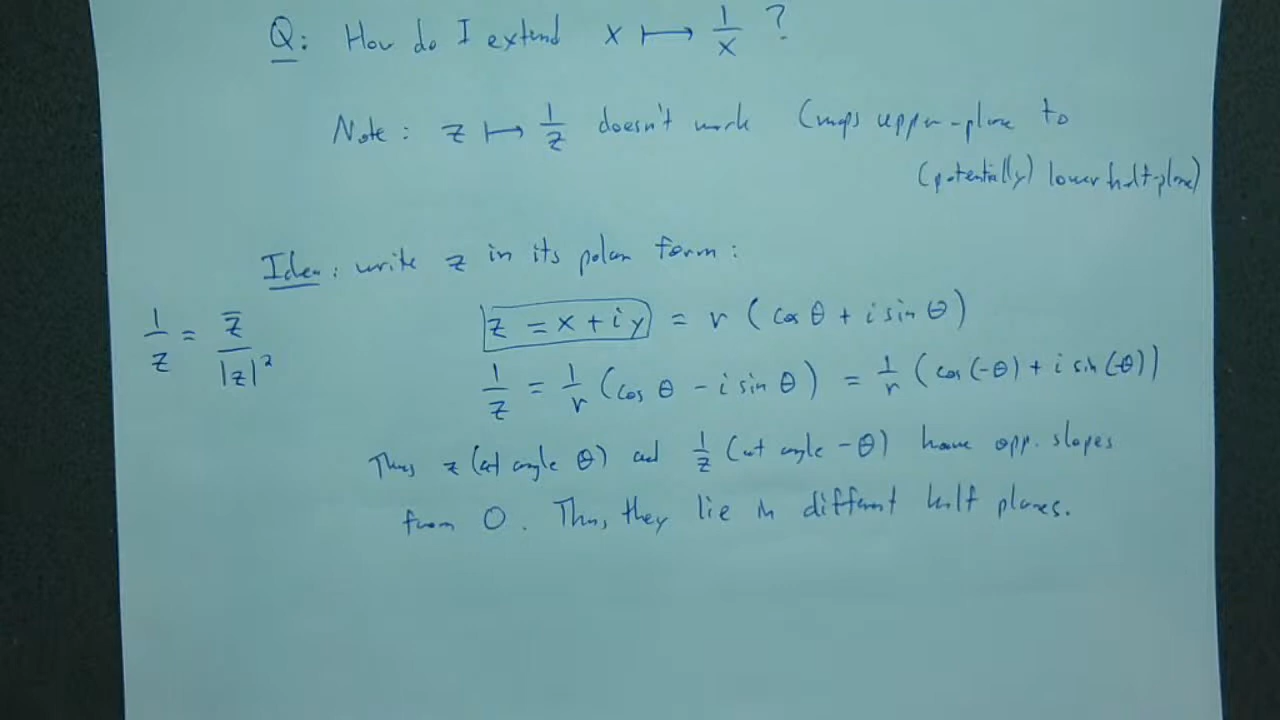 Q: How do I extend x ↦ 1/x ?
Note: z ↦ 1/z doesn't work (maps upper-plane to
(potentially) lower half-plane)
Idea: write z in its polar form:
z = x + iy = r (cos θ + i sin θ)
1/z = z̄/|z|²
1/z = 1/r (cos θ - i sin θ) = 1/r (cos(-θ) + i sin(-θ))
Thus z (at angle θ) and 1/z (at angle -θ) have opp. slopes
from 0. Thus, they lie in different half planes.